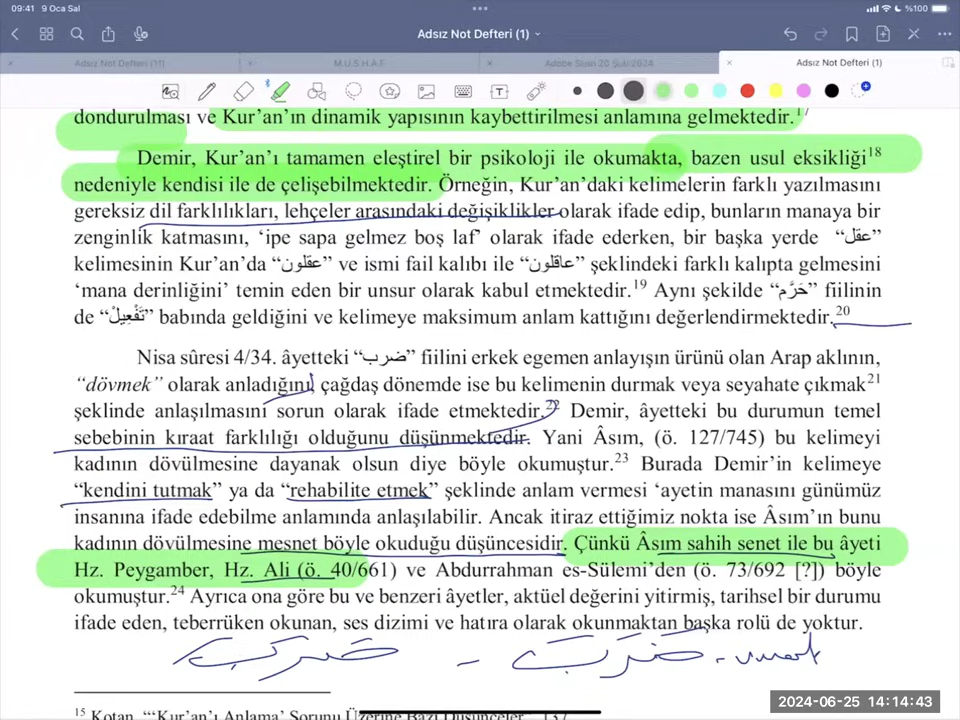 09:41 9 Oca Sal
%100
Adsız Not Defteri (1)
Adsız Not Defteri (11)
M.U.S.H.A.F
Adobe Scan 20 Şub 2024
Adsız Not Defteri (1)
dondurulması ve Kur’an’ın dinamik yapısının kaybettirilmesi anlamına gelmektedir.17
Demir, Kur’an’ı tamamen eleştirel bir psikoloji ile okumakta, bazen usul eksikliği18
nedeniyle kendisi ile de çelişebilmektedir. Örneğin, Kur’an’daki kelimelerin farklı yazılmasını
gereksiz dil farklılıkları, lehçeler arasındaki değişiklikler olarak ifade edip, bunların manaya bir
zenginlik katmasını, ‘ipe sapa gelmez boş laf’ olarak ifade ederken, bir başka yerde “عقل”
kelimesinin Kur’an’da “عقلون” ve ismi fail kalıbı ile “عاقلون” şeklindeki farklı kalıpta gelmesini
‘mana derinliğini’ temin eden bir unsur olarak kabul etmektedir.19 Aynı şekilde “حَرَّم” fiilinin
de “تَفْعِيلٌ” babında geldiğini ve kelimeye maksimum anlam kattığını değerlendirmektedir.20
Nisa sûresi 4/34. âyetteki “ضرب” fiilini erkek egemen anlayışın ürünü olan Arap aklının,
“dövmek” olarak anladığını, çağdaş dönemde ise bu kelimenin durmak veya seyahate çıkmak21
şeklinde anlaşılmasını sorun olarak ifade etmektedir.22 Demir, âyetteki bu durumun temel
sebebinin kıraat farklılığı olduğunu düşünmektedir. Yani Âsım, (ö. 127/745) bu kelimeyi
kadının dövülmesine dayanak olsun diye böyle okumuştur.23 Burada Demir’in kelimeye
“kendini tutmak” ya da “rehabilite etmek” şeklinde anlam vermesi ‘ayetin manasını günümüz
insanına ifade edebilme anlamında anlaşılabilir. Ancak itiraz ettiğimiz nokta ise Âsım’ın bunu
kadının dövülmesine mesnet böyle okuduğu düşüncesidir. Çünkü Âsım sahih senet ile bu âyeti
Hz. Peygamber, Hz. Ali (ö. 40/661) ve Abdurrahman es-Sülemi’den (ö. 73/692 [?]) böyle
okumuştur.24 Ayrıca ona göre bu ve benzeri âyetler, aktüel değerini yitirmiş, tarihsel bir durumu
ifade eden, teberrüken okunan, ses dizimi ve hatıra olarak okunmaktan başka rolü de yoktur.
15 Kotan, “‘Kur’an’ı Anlama’ Sorunu Üzerine Bazı Düşünceler,” 137
2024-06-25 14:14:43